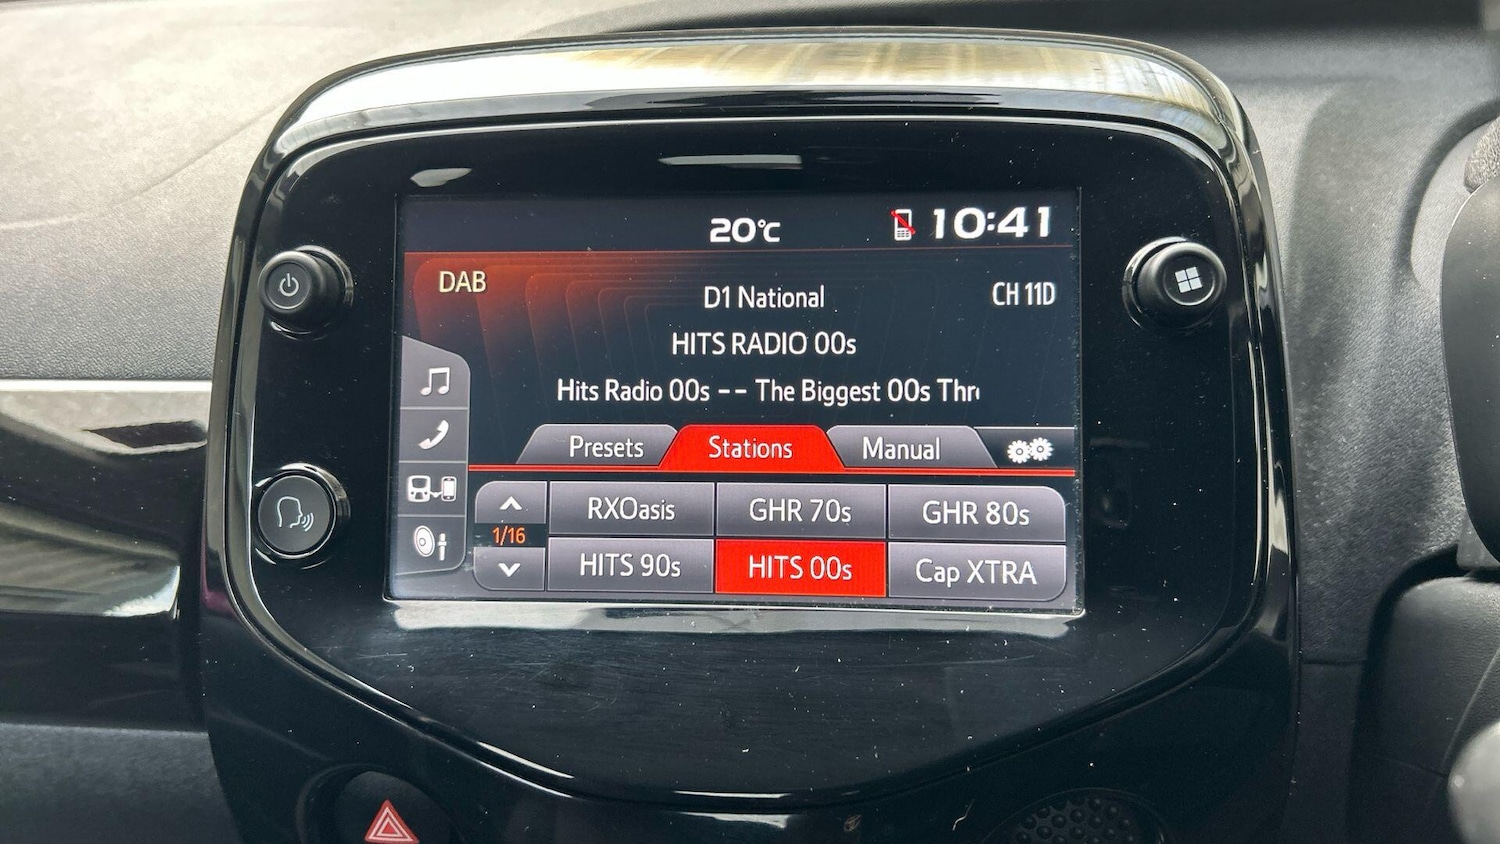 20°C 10:41
DAB
D1 National CH 11D
HITS RADIO 00s
Hits Radio 00s -- The Biggest 00s Thr
Presets Stations Manual
RXOasis GHR 70s GHR 80s
1/16
HITS 90s HITS 00s Cap XTRA